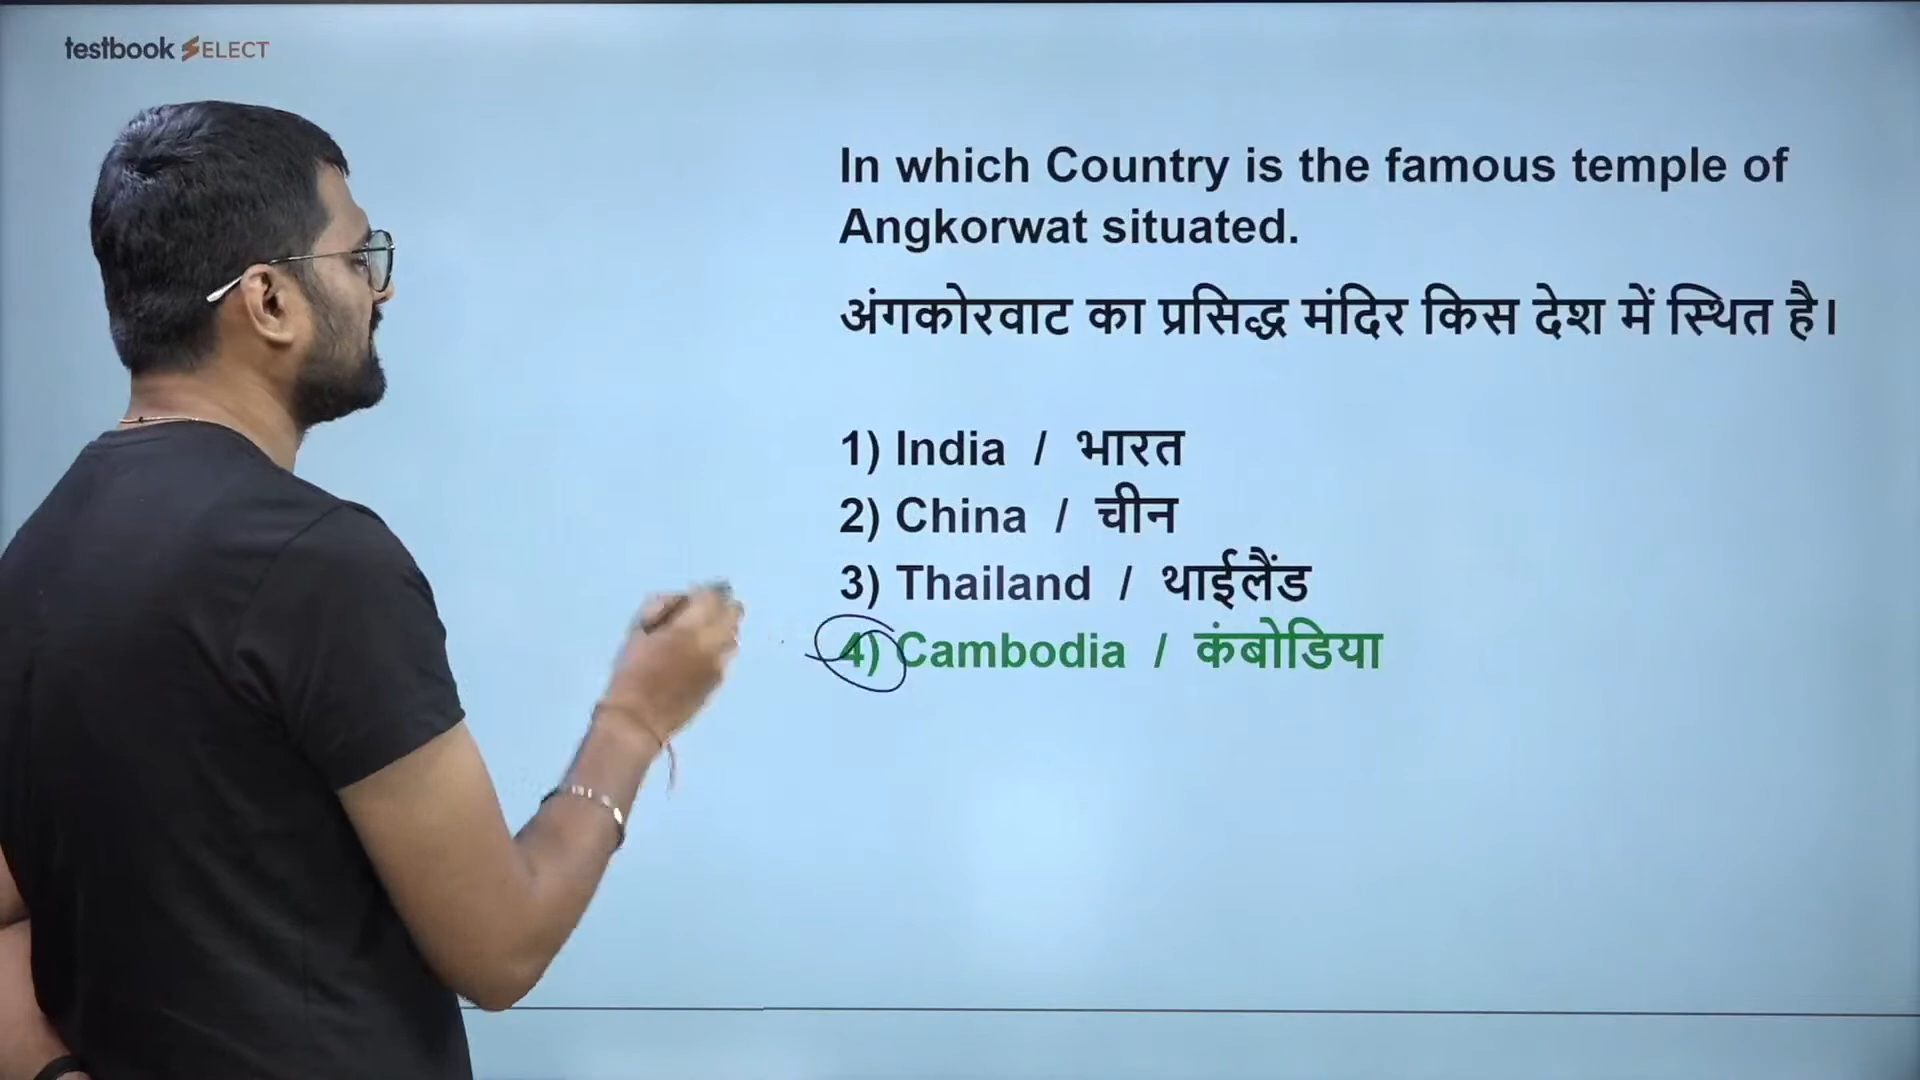 testbook SELECT
In which Country is the famous temple of
Angkorwat situated.
अंगकोरवाट का प्रसिद्ध मंदिर किस देश में स्थित है।
1) India / भारत
2) China / चीन
3) Thailand / थाईलैंड
4) Cambodia / कंबोडिया